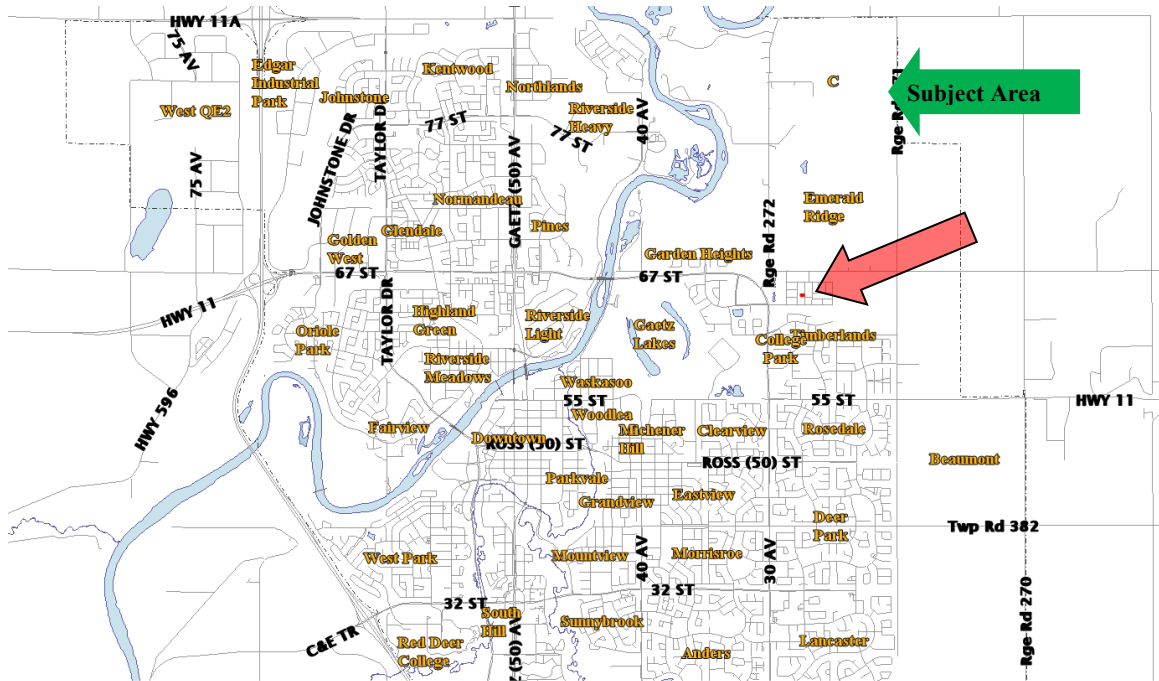 HWY 11A
75 AV
Edgar
Industrial
Park
West QE2
Johnstone
Kentwood
Northlands
Riverside
Heavy
C
Subject Area
77 ST
77 ST
40 AV
TAYLOR D
JOHNSTONE DR
75 AV
GAETZ (50) AV
Normandeau
Pines
Glendale
Golden
West
Rge Rd 272
Emerald
Ridge
Garden Heights
67 ST
67 ST
HWY 11
TAYLOR DR
Highland
Green
Riverside
Light
Gaetz
Lakes
Oriole
Park
Riverside
Meadows
College
Park
Timberlands
Waskasoo
55 ST
55 ST
HWY 11
HWY 596
Woodlea
Fairview
Downtown
ROSS (50) ST
Michener
Hill
Clearview
Rosedale
ROSS (50) ST
Beaumont
Parkvale
Grandview
Eastview
Deer
Park
Twp Rd 382
West Park
Mountview
40 AV
Morrisroe
30 AV
32 ST
32 ST
South
Hill
Sunnybrook
C&E TR
Red Deer
College
(50) AV
Anders
Lancaster
Rge Rd 270